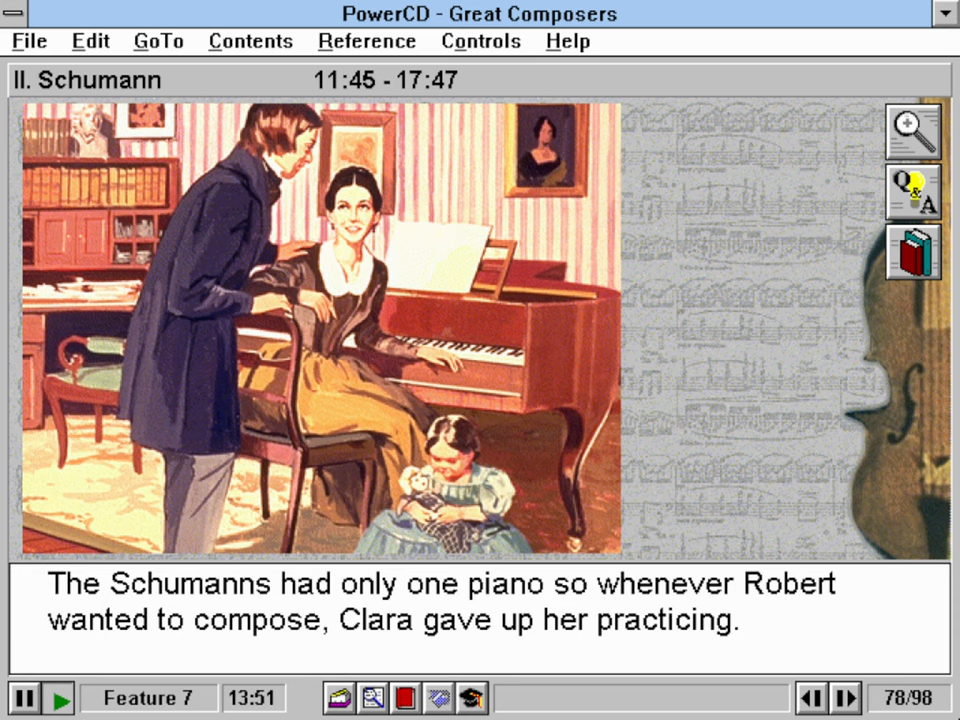 PowerCD - Great Composers
File Edit GoTo Contents Reference Controls Help
II. Schumann 11:45 - 17:47
Q & A
The Schumanns had only one piano so whenever Robert
wanted to compose, Clara gave up her practicing.
Feature 7 13:51 78/98